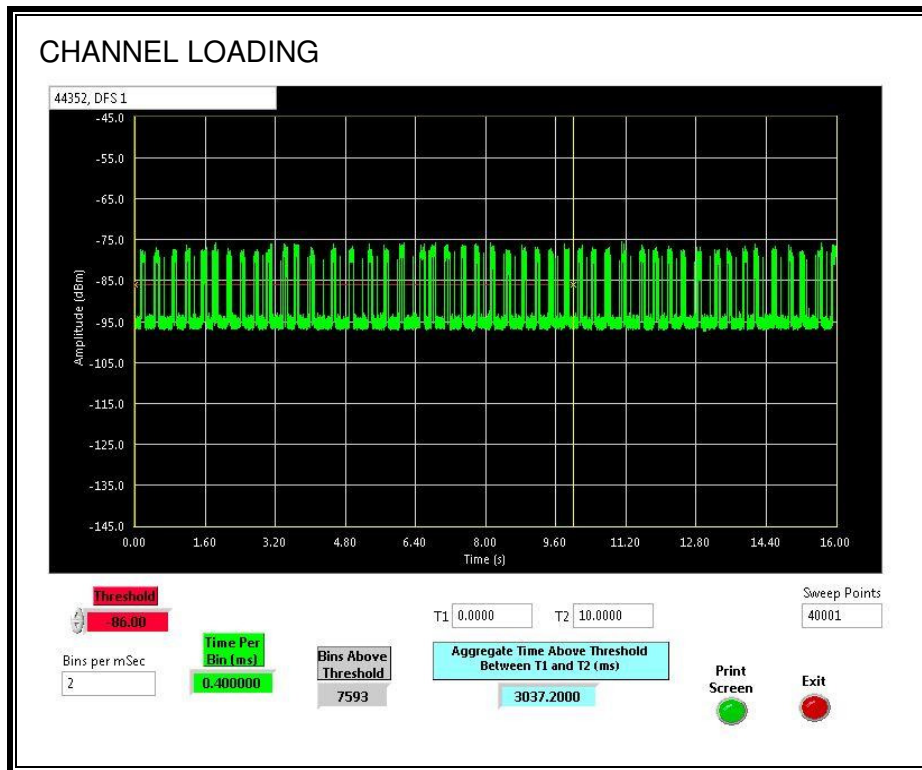 CHANNEL LOADING
44352, DFS 1
Amplitude (dBm)
-45.0
-55.0
-65.0
-75.0
-85.0
-95.0
-105.0
-115.0
-125.0
-135.0
-145.0
0.00 1.60 3.20 4.80 6.40 8.00 9.60 11.20 12.80 14.40 16.00
Time (s)
Threshold
-86.00
Bins per mSec
2
Time Per
Bin (ms)
0.400000
Bins Above
Threshold
7593
T1 0.0000 T2 10.0000
Aggregate Time Above Threshold
Between T1 and T2 (ms)
3037.2000
Sweep Points
40001
Print
Screen
Exit